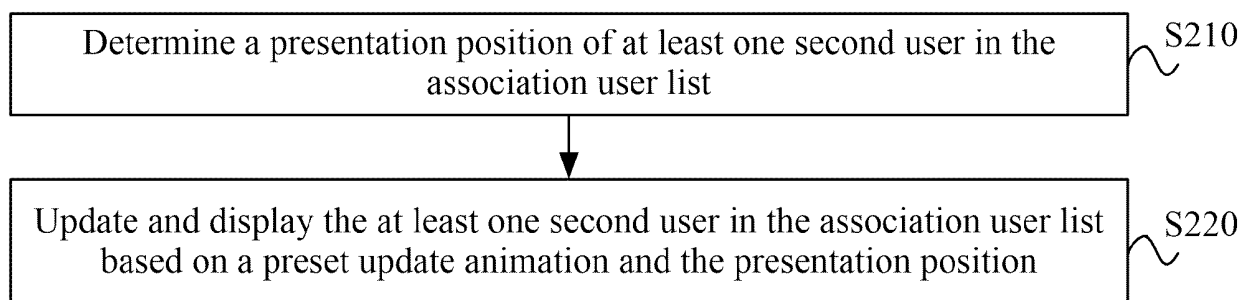 Determine a presentation position of at least one second user in the
association user list
S210
Update and display the at least one second user in the association user list
based on a preset update animation and the presentation position
S220